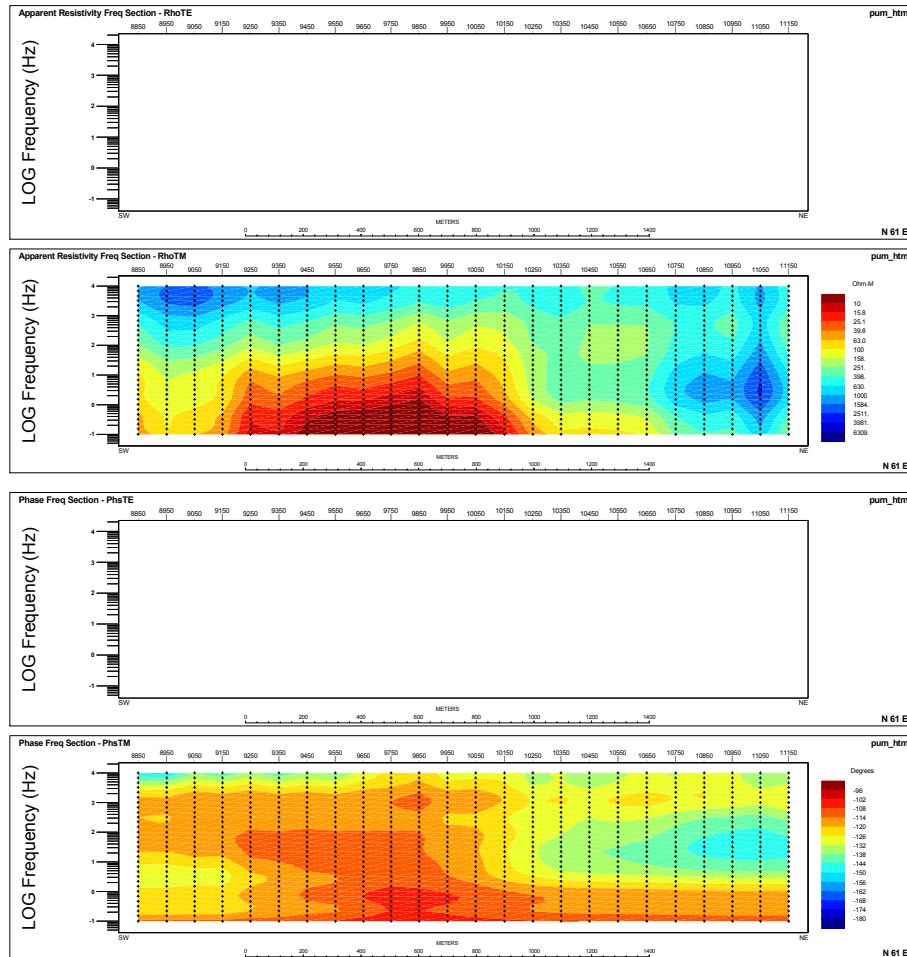 Apparent Resistivity Freq Section - RhoTE pum_htm
8850 8950 9050 9150 9250 9350 9450 9550 9650 9750 9850 9950 10050 10150 10250 10350 10450 10550 10650 10750 10850 10950 11050 11150
LOG Frequency (Hz)
4
3
2
1
0
-1
SW METERS NE
0 200 400 600 800 1000 1200 1400
N 61 E
Apparent Resistivity Freq Section - RhoTM pum_htm
8850 8950 9050 9150 9250 9350 9450 9550 9650 9750 9850 9950 10050 10150 10250 10350 10450 10550 10650 10750 10850 10950 11050 11150
LOG Frequency (Hz)
4
3
2
1
0
-1
Ohm-M
10
15.8
25.1
39.8
63.0
100
158.
251.
398.
630.
1000
1584.
2511.
3981.
6309.
SW METERS NE
0 200 400 600 800 1000 1200 1400
N 61 E
Phase Freq Section - PhsTE pum_htm
8850 8950 9050 9150 9250 9350 9450 9550 9650 9750 9850 9950 10050 10150 10250 10350 10450 10550 10650 10750 10850 10950 11050 11150
LOG Frequency (Hz)
4
3
2
1
0
-1
SW METERS NE
0 200 400 600 800 1000 1200 1400
N 61 E
Phase Freq Section - PhsTM pum_htm
8850 8950 9050 9150 9250 9350 9450 9550 9650 9750 9850 9950 10050 10150 10250 10350 10450 10550 10650 10750 10850 10950 11050 11150
LOG Frequency (Hz)
4
3
2
1
0
-1
Degrees
-96
-102
-108
-114
-120
-126
-132
-138
-144
-150
-156
-162
-168
-174
-180
SW METERS NE
0 200 400 600 800 1000 1200 1400
N 61 E